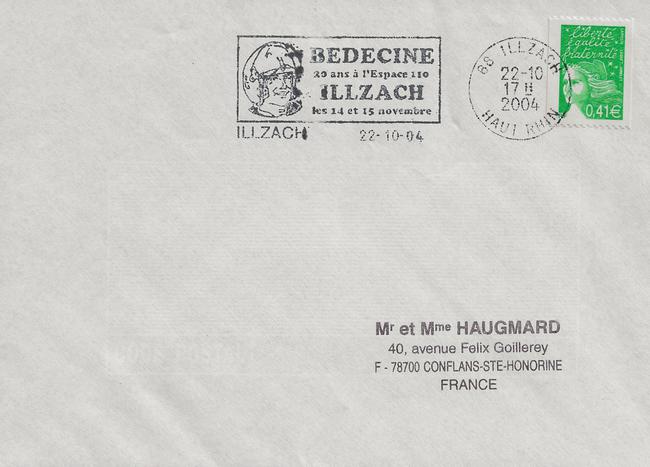 BEDECINE
20 ans à l'Espace 110
ILLZACH
les 14 et 15 novembre
ILLZACH 22-10-04
68 ILLZACH
22-10
17 H
2004
HAUT RHIN
liberté
égalité
fraternité
0,41€
Mr et Mme HAUGMARD
40, avenue Felix Goillerey
F - 78700 CONFLANS-STE-HONORINE
FRANCE